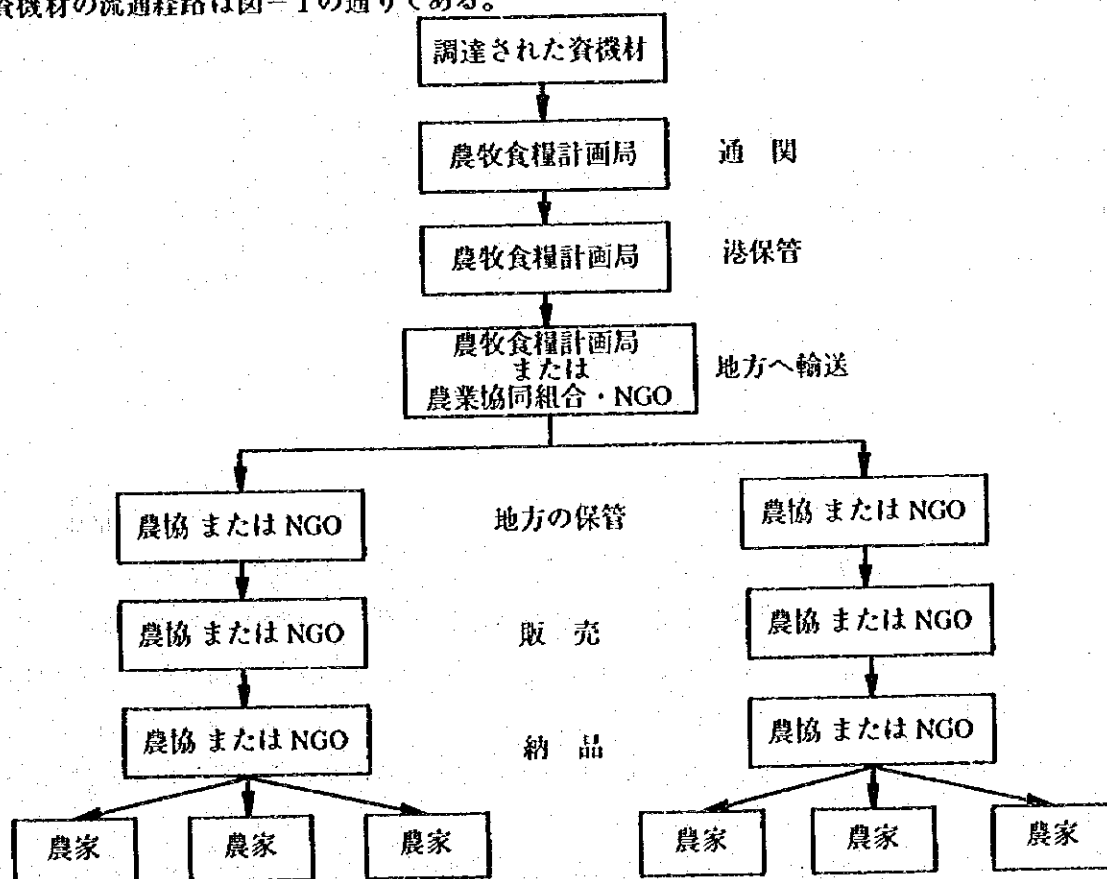 資機材の流通経路は図－1の通りである。
調達された資機材
農牧食糧計画局 通 関
農牧食糧計画局 港保管
農牧食糧計画局
または
農業協同組合・NGO
地方へ輸送
農協 または NGO 地方の保管 農協 または NGO
農協 または NGO 販 売 農協 または NGO
農協 または NGO 納 品 農協 または NGO
農家 農家 農家 農家 農家 農家